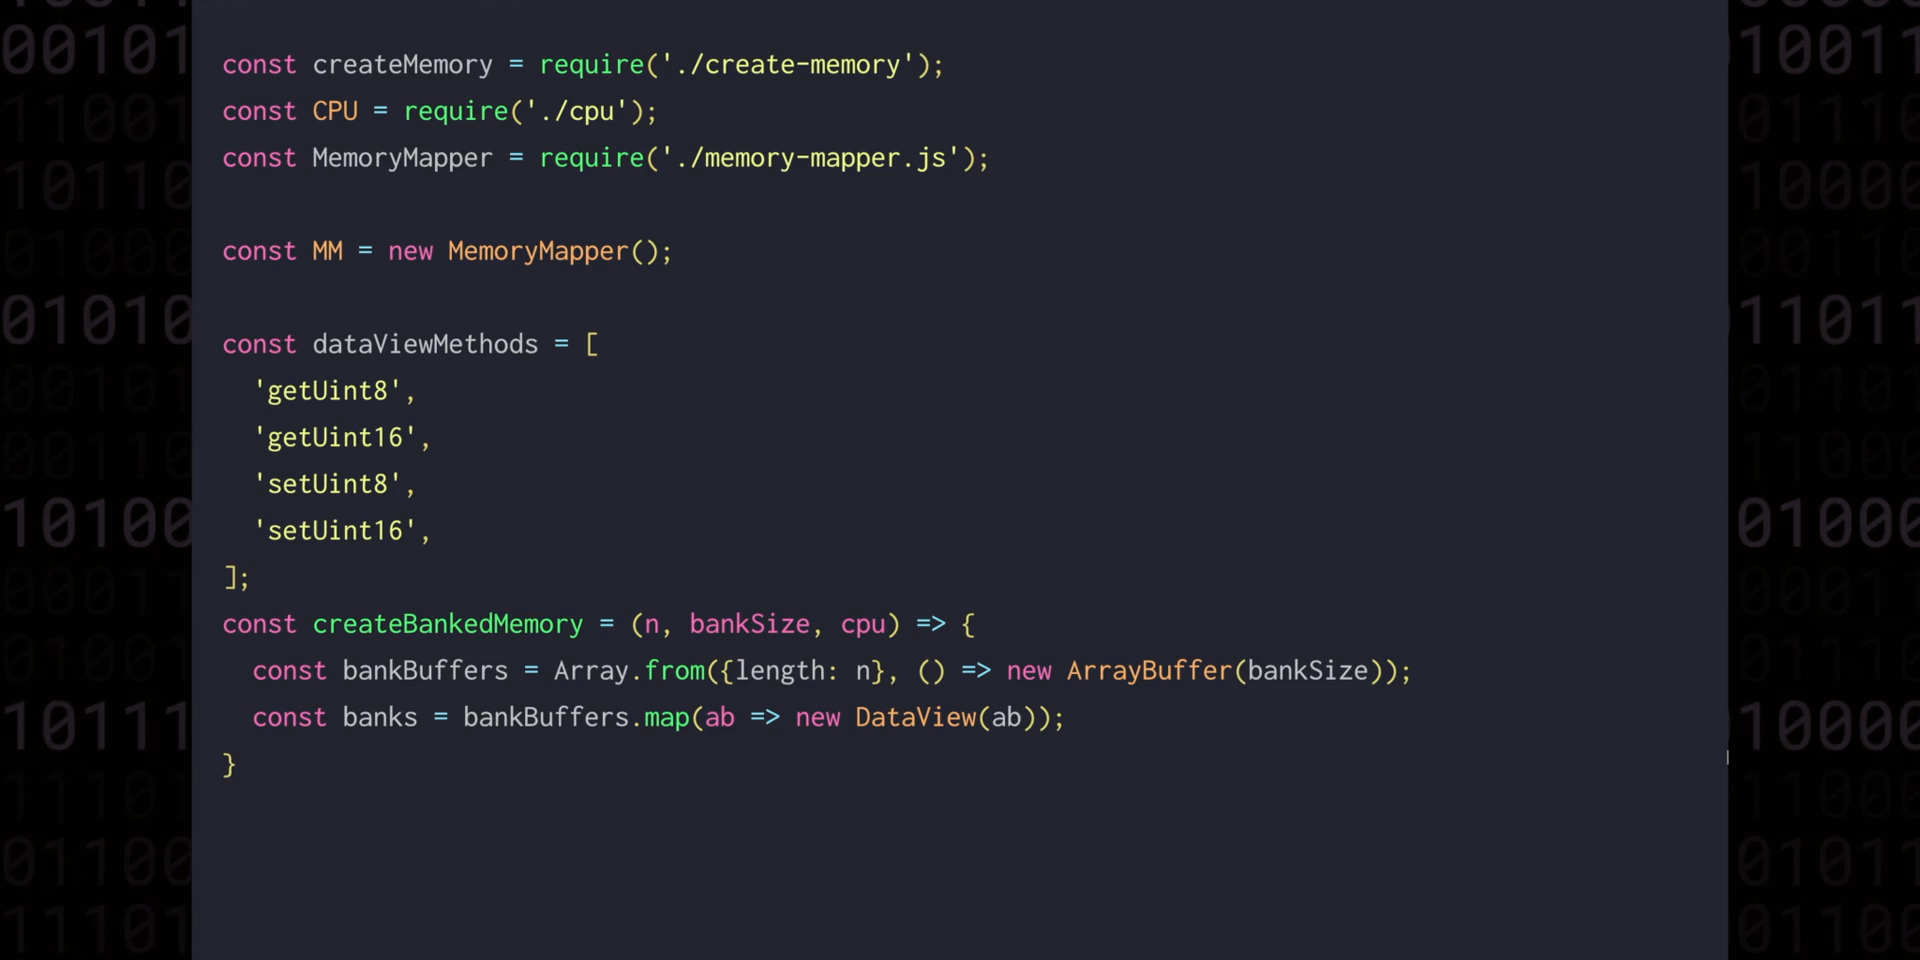 const createMemory = require('./create-memory');
const CPU = require('./cpu');
const MemoryMapper = require('./memory-mapper.js');
const MM = new MemoryMapper();
const dataViewMethods = [
'getUint8',
'getUint16',
'setUint8',
'setUint16',
];
const createBankedMemory = (n, bankSize, cpu) => {
const bankBuffers = Array.from({length: n}, () => new ArrayBuffer(bankSize));
const banks = bankBuffers.map(ab => new DataView(ab));
}